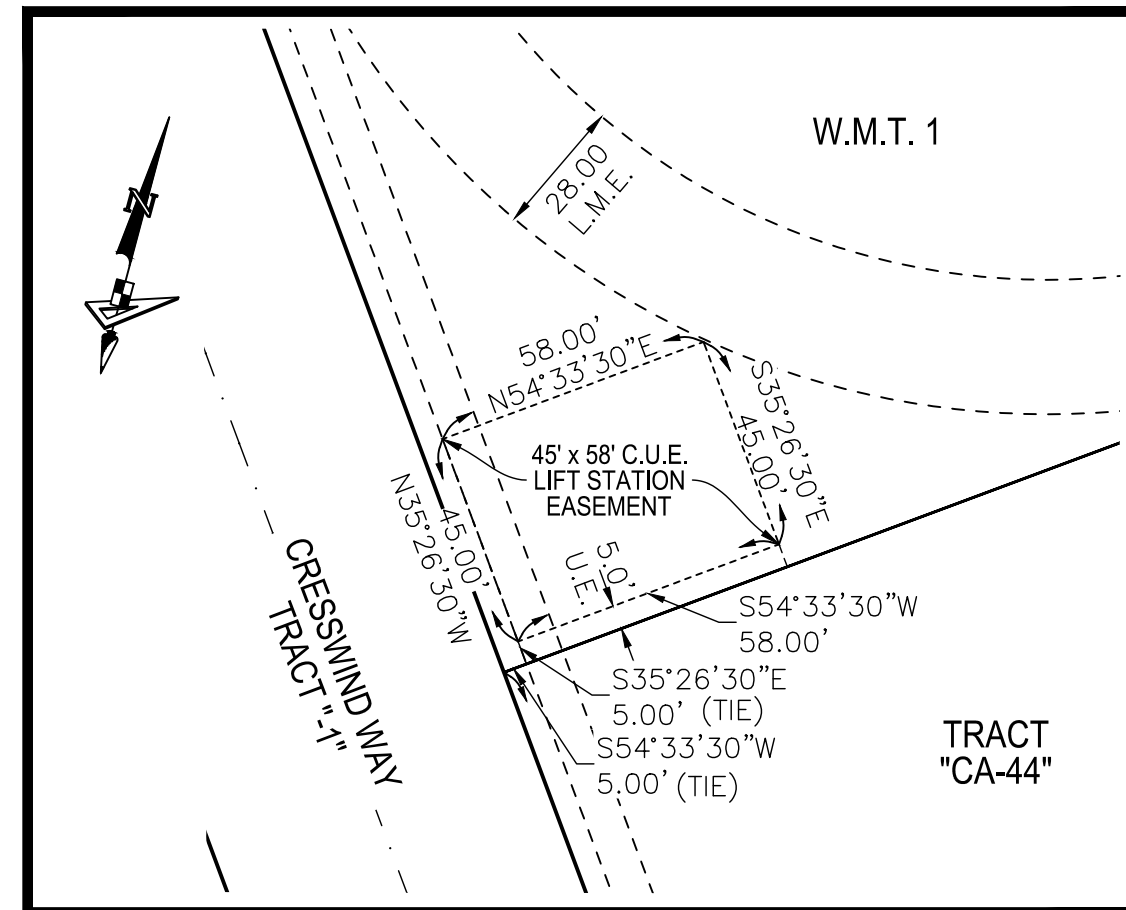 W.M.T. 1
28.00
L.M.E.
N
58.00'
N54°33'30"E
S35°26'30"E
45.00'
45' x 58' C.U.E.
LIFT STATION
EASEMENT
45.00'
N35°26'30"W
5.0'
U.E.
CRESSWIND WAY
TRACT "-1"
S54°33'30"W
58.00'
S35°26'30"E
5.00' (TIE)
S54°33'30"W
5.00' (TIE)
TRACT
"CA-44"